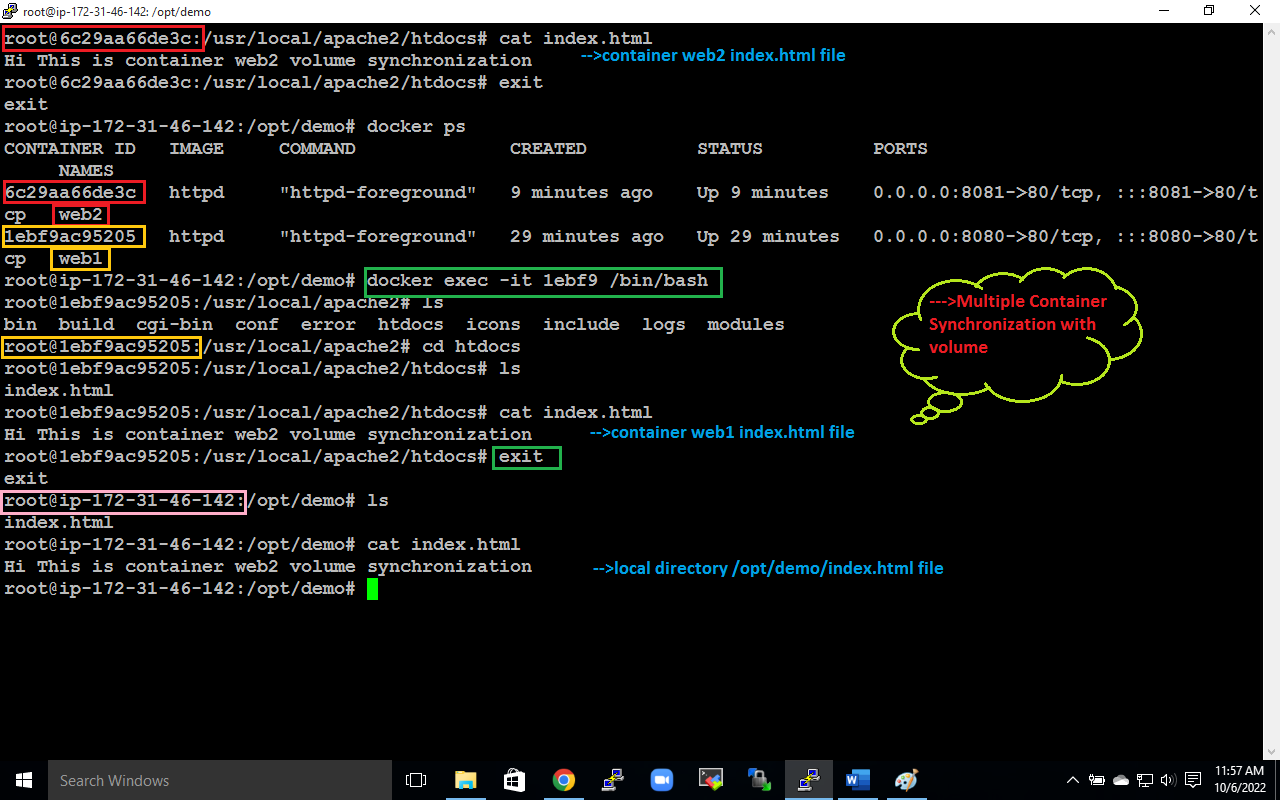 root@ip-172-31-46-142: /opt/demo
root@6c29aa66de3c:/usr/local/apache2/htdocs# cat index.html
Hi This is container web2 volume synchronization
-->container web2 index.html file
root@6c29aa66de3c:/usr/local/apache2/htdocs# exit
exit
root@ip-172-31-46-142:/opt/demo# docker ps
CONTAINER ID IMAGE COMMAND CREATED STATUS PORTS
NAMES
6c29aa66de3c httpd "httpd-foreground" 9 minutes ago Up 9 minutes 0.0.0.0:8081->80/tcp, :::8081->80/t
cp web2
1ebf9ac95205 httpd "httpd-foreground" 29 minutes ago Up 29 minutes 0.0.0.0:8080->80/tcp, :::8080->80/t
cp web1
root@ip-172-31-46-142:/opt/demo# docker exec -it 1ebf9 /bin/bash
root@1ebf9ac95205:/usr/local/apache2# ls
bin build cgi-bin conf error htdocs icons include logs modules
root@1ebf9ac95205:/usr/local/apache2# cd htdocs
--->Multiple Container
Synchronization with
volume
root@1ebf9ac95205:/usr/local/apache2/htdocs# ls
index.html
root@1ebf9ac95205:/usr/local/apache2/htdocs# cat index.html
Hi This is container web2 volume synchronization
-->container web1 index.html file
root@1ebf9ac95205:/usr/local/apache2/htdocs# exit
exit
root@ip-172-31-46-142:/opt/demo# ls
index.html
root@ip-172-31-46-142:/opt/demo# cat index.html
Hi This is container web2 volume synchronization
-->local directory /opt/demo/index.html file
root@ip-172-31-46-142:/opt/demo#
Search Windows
11:57 AM
10/6/2022